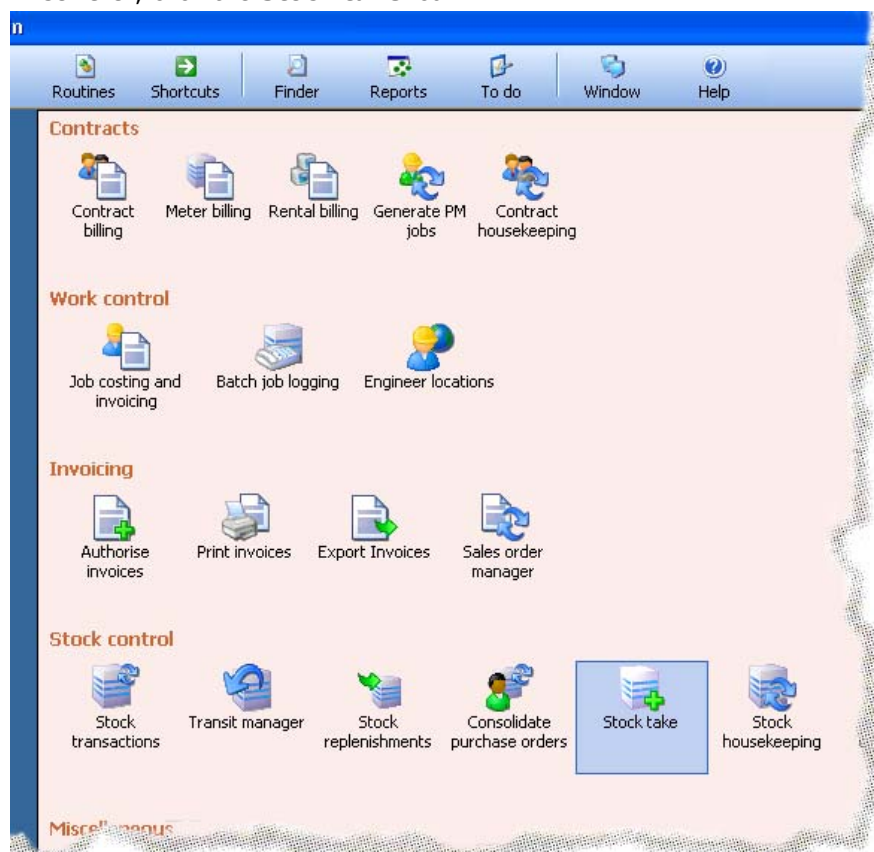 n
Routines Shortcuts Finder Reports To do Window Help
Contracts
Contract billing Meter billing Rental billing Generate PM jobs Contract housekeeping
Work control
Job costing and invoicing Batch job logging Engineer locations
Invoicing
Authorise invoices Print invoices Export Invoices Sales order manager
Stock control
Stock transactions Transit manager Stock replenishments Consolidate purchase orders Stock take Stock housekeeping
Miscellaneous